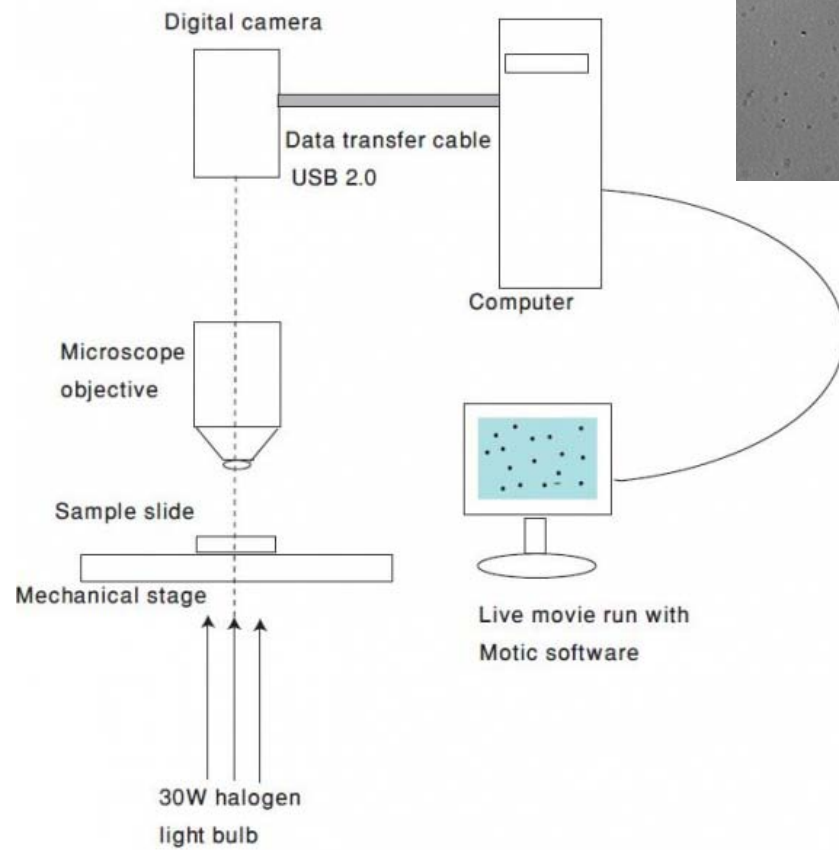 Digital camera
Data transfer cable
USB 2.0
Computer
Microscope
objective
Sample slide
Mechanical stage
Live movie run with
Motic software
30W halogen
light bulb